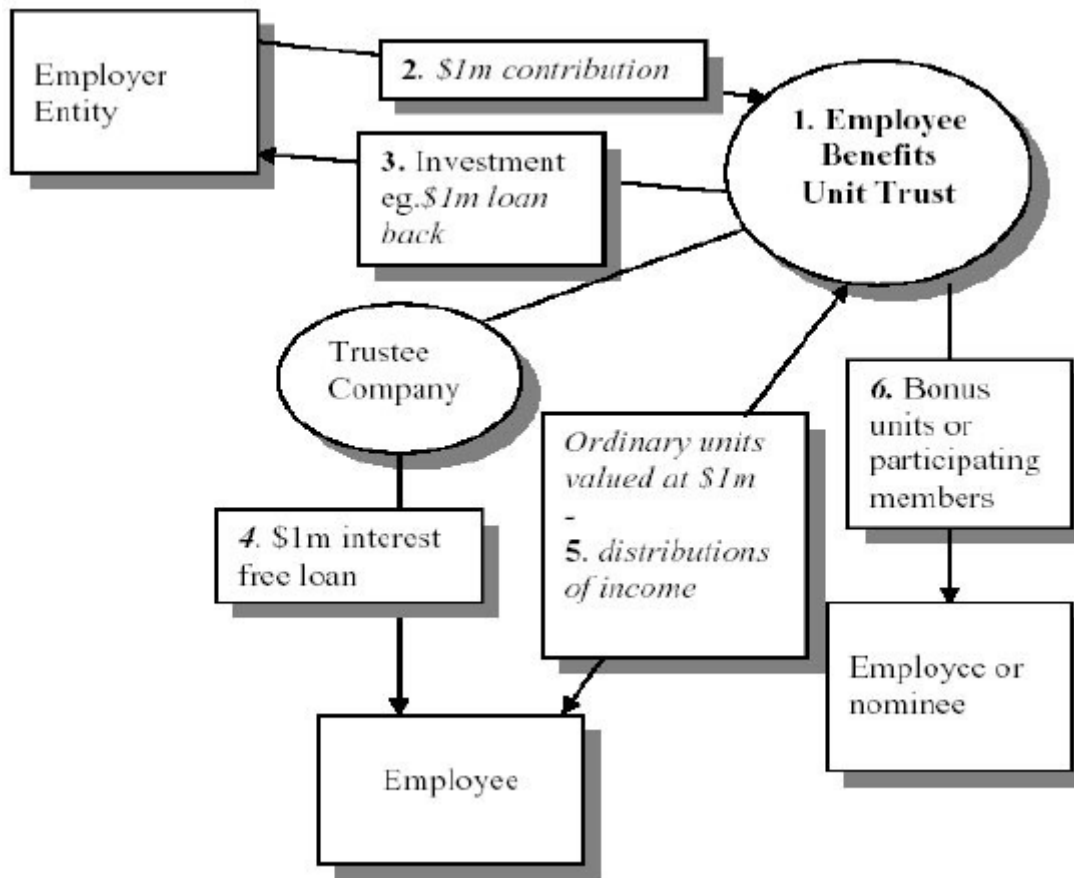 Employer
Entity
2. $1m contribution
1. Employee
Benefits
Unit Trust
3. Investment
eg.$1m loan
back
Trustee
Company
6. Bonus
units or
participating
members
Ordinary units
valued at $1m
-
5. distributions
of income
4. $1m interest
free loan
Employee or
nominee
Employee